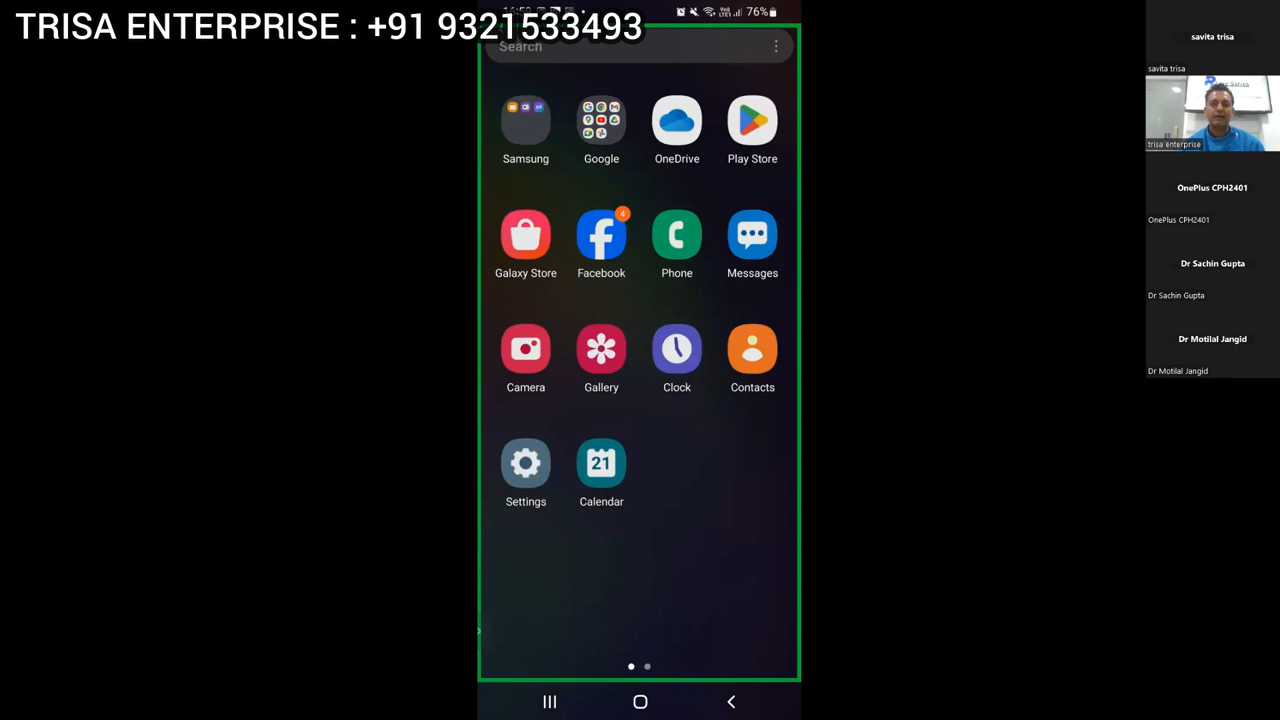 TRISA ENTERPRISE : +91 9321533493
76%
Search
Samsung
Google
OneDrive
Play Store
4
Galaxy Store
Facebook
Phone
Messages
Camera
Gallery
Clock
Contacts
21
Settings
Calendar
savita trisa
savita trisa
trisa enterprise
OnePlus CPH2401
OnePlus CPH2401
Dr Sachin Gupta
Dr Sachin Gupta
Dr Motilal Jangid
Dr Motilal Jangid